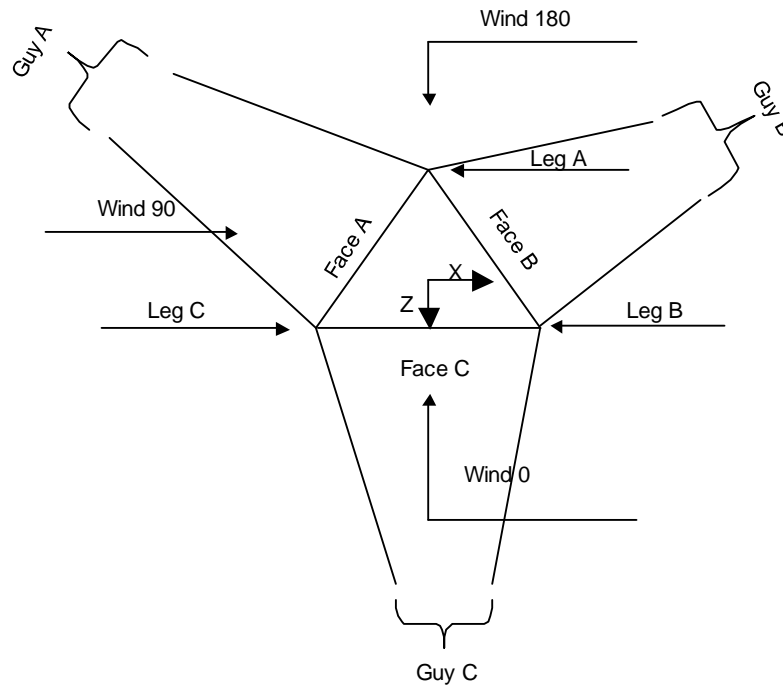 Wind 180
Guy A
Guy
Leg A
Wind 90
Face A
Face B
X
Z
Leg C
Leg B
Face C
Wind 0
Guy C